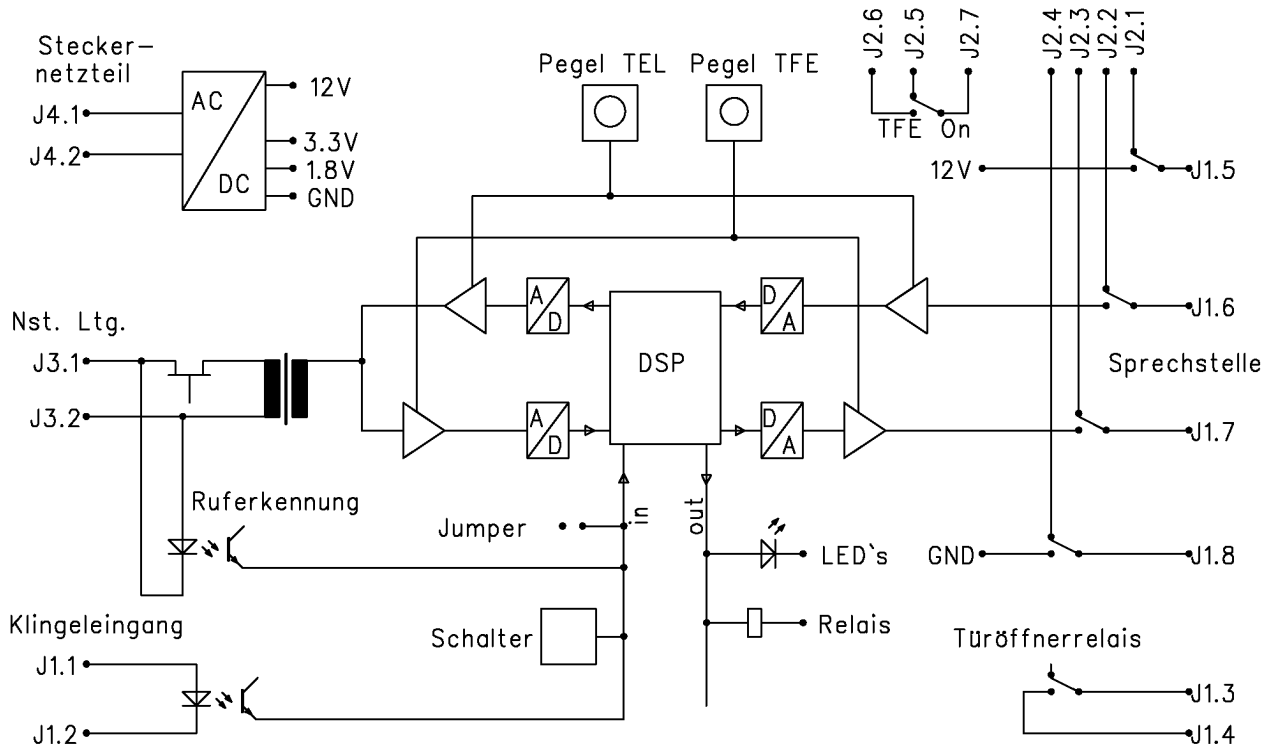 Stecker-
netzteil
J4.1
J4.2
AC
DC
12V
3.3V
1.8V
GND
Pegel TEL
Pegel TFE
J2.6
J2.5
J2.7
TFE On
J2.4
J2.3
J2.2
J2.1
12V
J1.5
J1.6
Sprechstelle
J1.7
GND
J1.8
Nst. Ltg.
J3.1
J3.2
A
D
D
A
DSP
A
D
D
A
Ruferkennung
Jumper
in
out
LED`s
Klingeleingang
J1.1
J1.2
Schalter
Relais
Türöffnerrelais
J1.3
J1.4